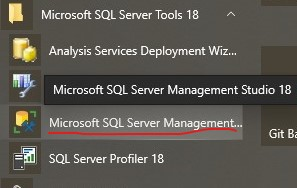 Microsoft SQL Server Tools 18
Analysis Services Deployment Wiz...
Microsoft SQL Server Management Studio 18
Microsoft SQL Server Management...
Git Ba
SQL Server Profiler 18